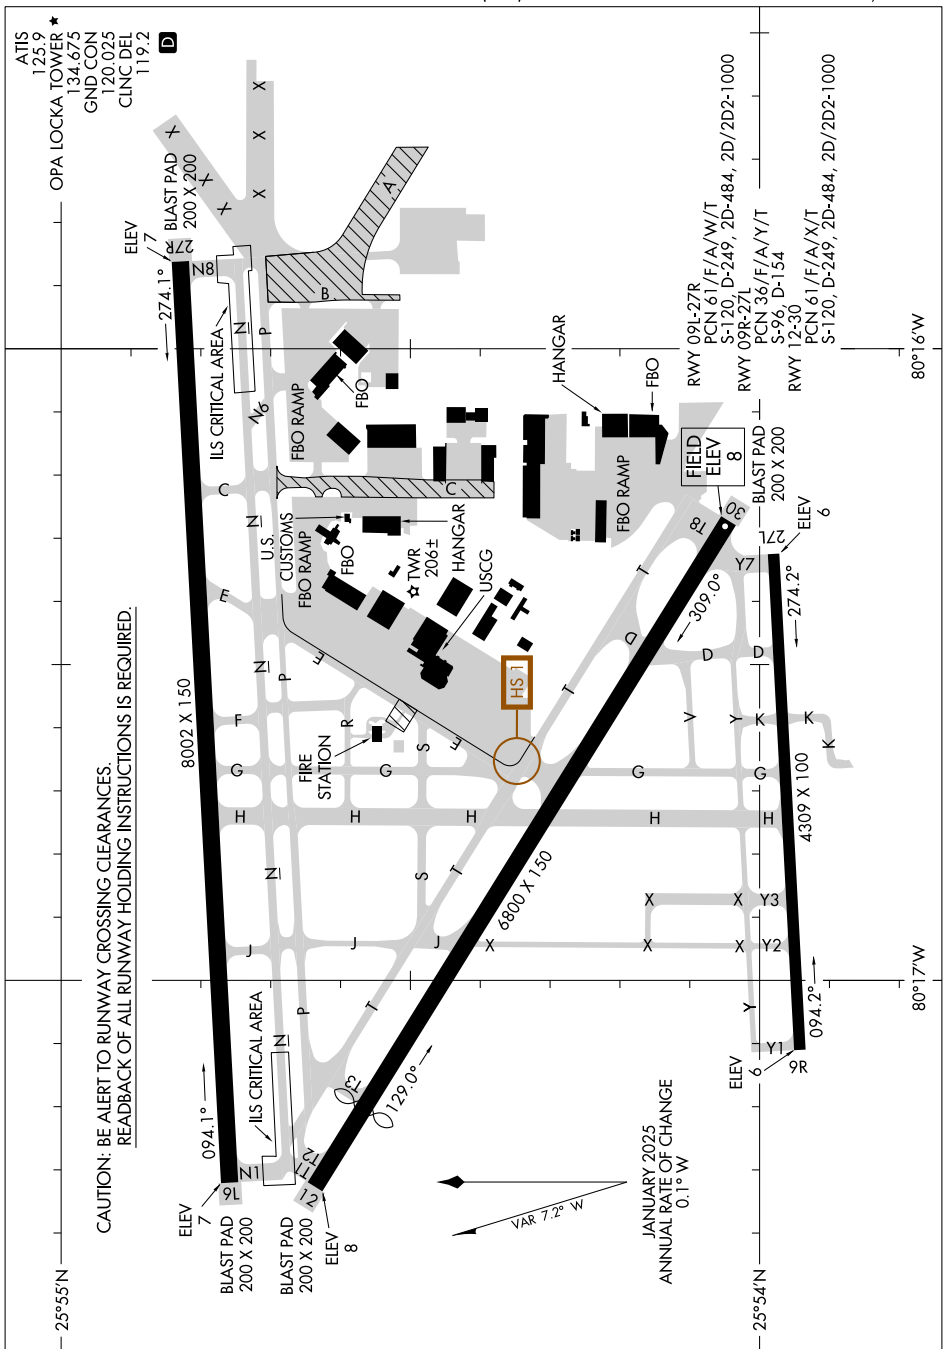 ATIS
125.9
OPA LOCKA TOWER ★
134.675
GND CON
120.025
CLNC DEL
119.2
D
CAUTION: BE ALERT TO RUNWAY CROSSING CLEARANCES.
READBACK OF ALL RUNWAY HOLDING INSTRUCTIONS IS REQUIRED.
25°55'N
25°54'N
80°16'W
80°17'W
ELEV
7
27R
BLAST PAD
200 X 200
274.1°
N8
X
X
X
X
X
X
A
B
ILS CRITICAL AREA
N
P
N6
C
N
FBO RAMP
FBO
C
U.S.
CUSTOMS
FBO RAMP
FBO
HANGAR
TWR
206±
HANGAR
USCG
E
N
P
F
F
8002 X 150
F
R
G
FIRE
STATION
S
G
F
HS 1
H
H
H
N
S
T
J
J
J
P
T
T
T
ILS CRITICAL AREA
N
094.1°
N1
9L
ELEV
7
BLAST PAD
200 X 200
T1
T2
T3
12
BLAST PAD
200 X 200
ELEV
8
129.0°
6800 X 150
309.0°
HANGAR
FBO
FBO RAMP
T8
30
FIELD
ELEV
8
BLAST PAD
200 X 200
27L
ELEV
6
274.2°
Y7
D
D
D
V
Y
K
K
K
G
G
H
H
4309 X 100
X
X
Y3
X
X
X
Y2
Y
Y1
9R
ELEV
6
094.2°
RWY 09L-27R
PCN 61/F/A/W/T
S-120, D-249, 2D-484, 2D/2D2-1000
RWY 09R-27L
PCN 36/F/A/Y/T
S-96, D-154
RWY 12-30
PCN 61/F/A/X/T
S-120, D-249, 2D-484, 2D/2D2-1000
VAR 7.2° W
JANUARY 2025
ANNUAL RATE OF CHANGE
0.1° W